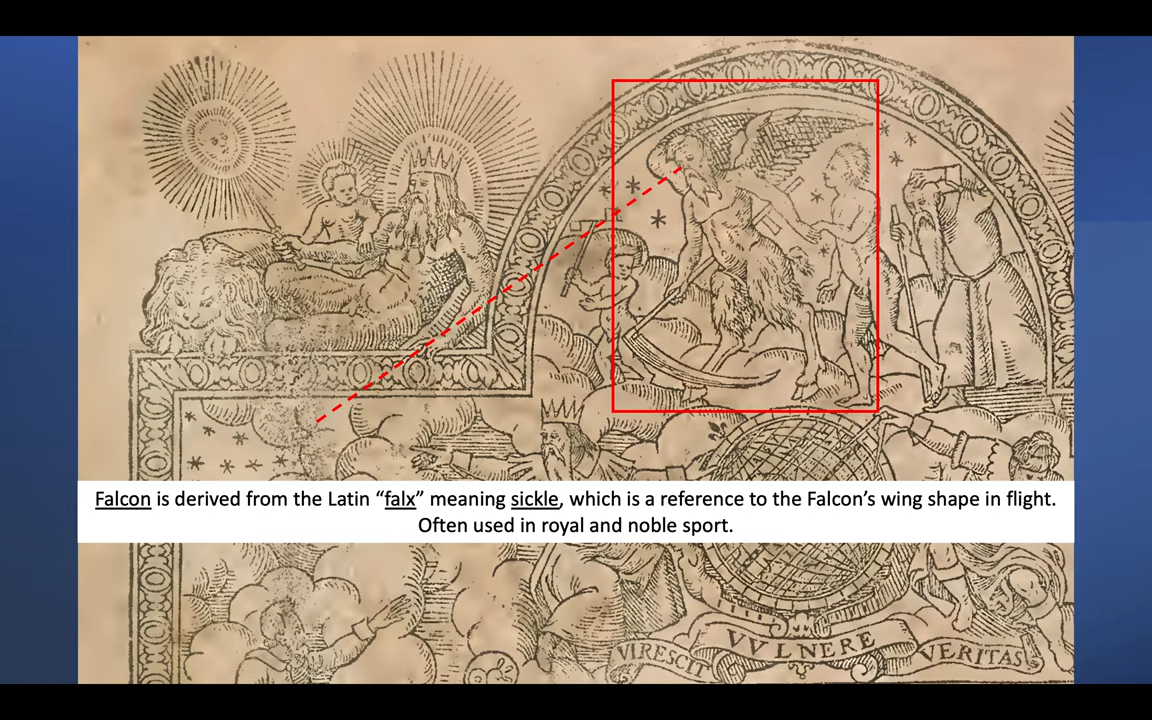 Falcon is derived from the Latin “falx” meaning sickle, which is a reference to the Falcon’s wing shape in flight.
Often used in royal and noble sport.
VIRESCIT VVLNERE VERITAS